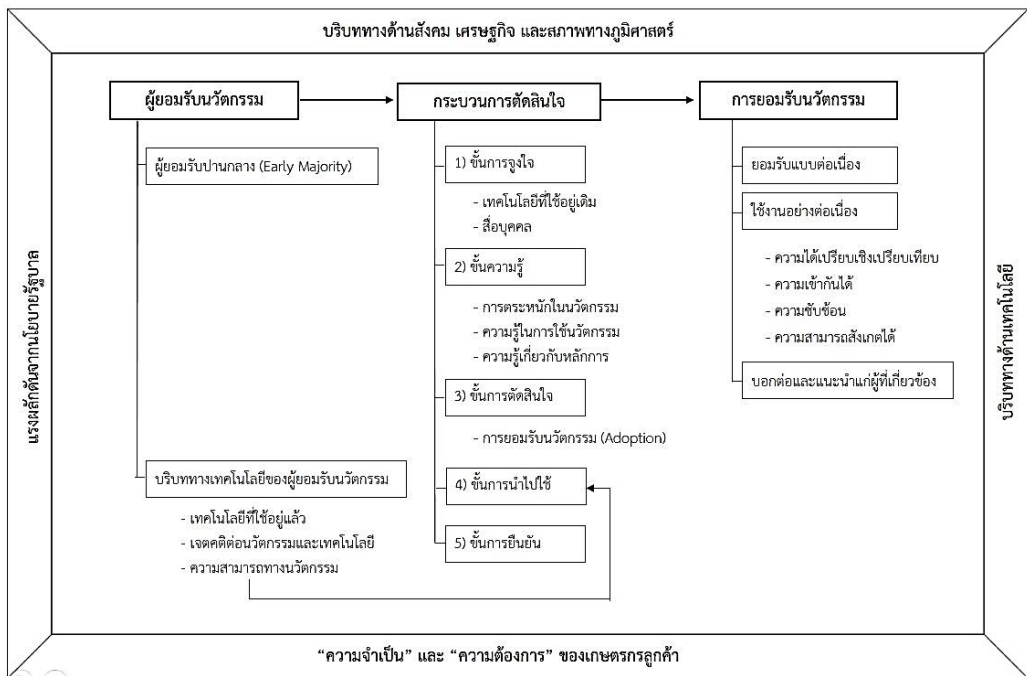 บริบททางด้านสังคม เศรษฐกิจ และสภาพทางภูมิศาสตร์
แรงผลักดันจากนโยบายรัฐบาล
ผู้ยอมรับนวัตกรรม
ผู้ยอมรับปานกลาง (Early Majority)
บริบททางเทคโนโลยีของผู้ยอมรับนวัตกรรม
- เทคโนโลยีที่ใช้อยู่แล้ว
- เจตคติต่อนวัตกรรมและเทคโนโลยี
- ความสามารถทางนวัตกรรม
กระบวนการตัดสินใจ
1) ขั้นการจูงใจ
- เทคโนโลยีที่ใช้อยู่เดิม
- สื่อบุคคล
2) ขั้นความรู้
- การตระหนักในนวัตกรรม
- ความรู้ในการใช้นวัตกรรม
- ความรู้เกี่ยวกับหลักการ
3) ขั้นการตัดสินใจ
- การยอมรับนวัตกรรม (Adoption)
4) ขั้นการนำไปใช้
5) ขั้นการยืนยัน
การยอมรับนวัตกรรม
ยอมรับแบบต่อเนื่อง
ใช้งานอย่างต่อเนื่อง
- ความได้เปรียบเชิงเปรียบเทียบ
- ความเข้ากันได้
- ความซับซ้อน
- ความสามารถสังเกตได้
บอกต่อและแนะนำแก่ผู้ที่เกี่ยวข้อง
บริบททางด้านเทคโนโลยี
“ความจำเป็น” และ “ความต้องการ” ของเกษตรกรลูกค้า